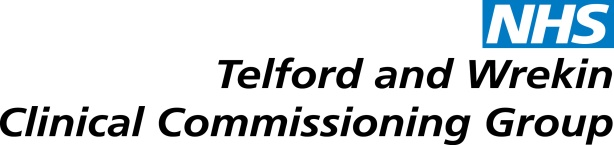 NHS
Telford and Wrekin
Clinical Commissioning Group